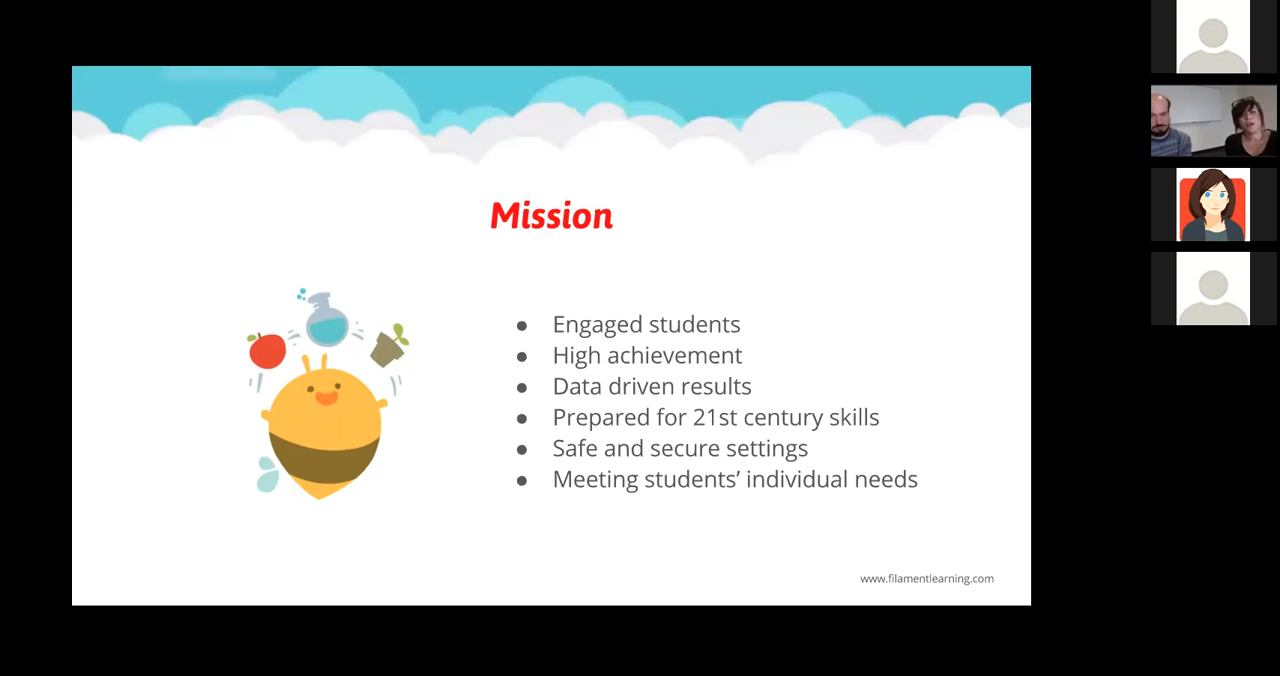 Mission
● Engaged students
● High achievement
● Data driven results
● Prepared for 21st century skills
● Safe and secure settings
● Meeting students’ individual needs
www.filamentlearning.com